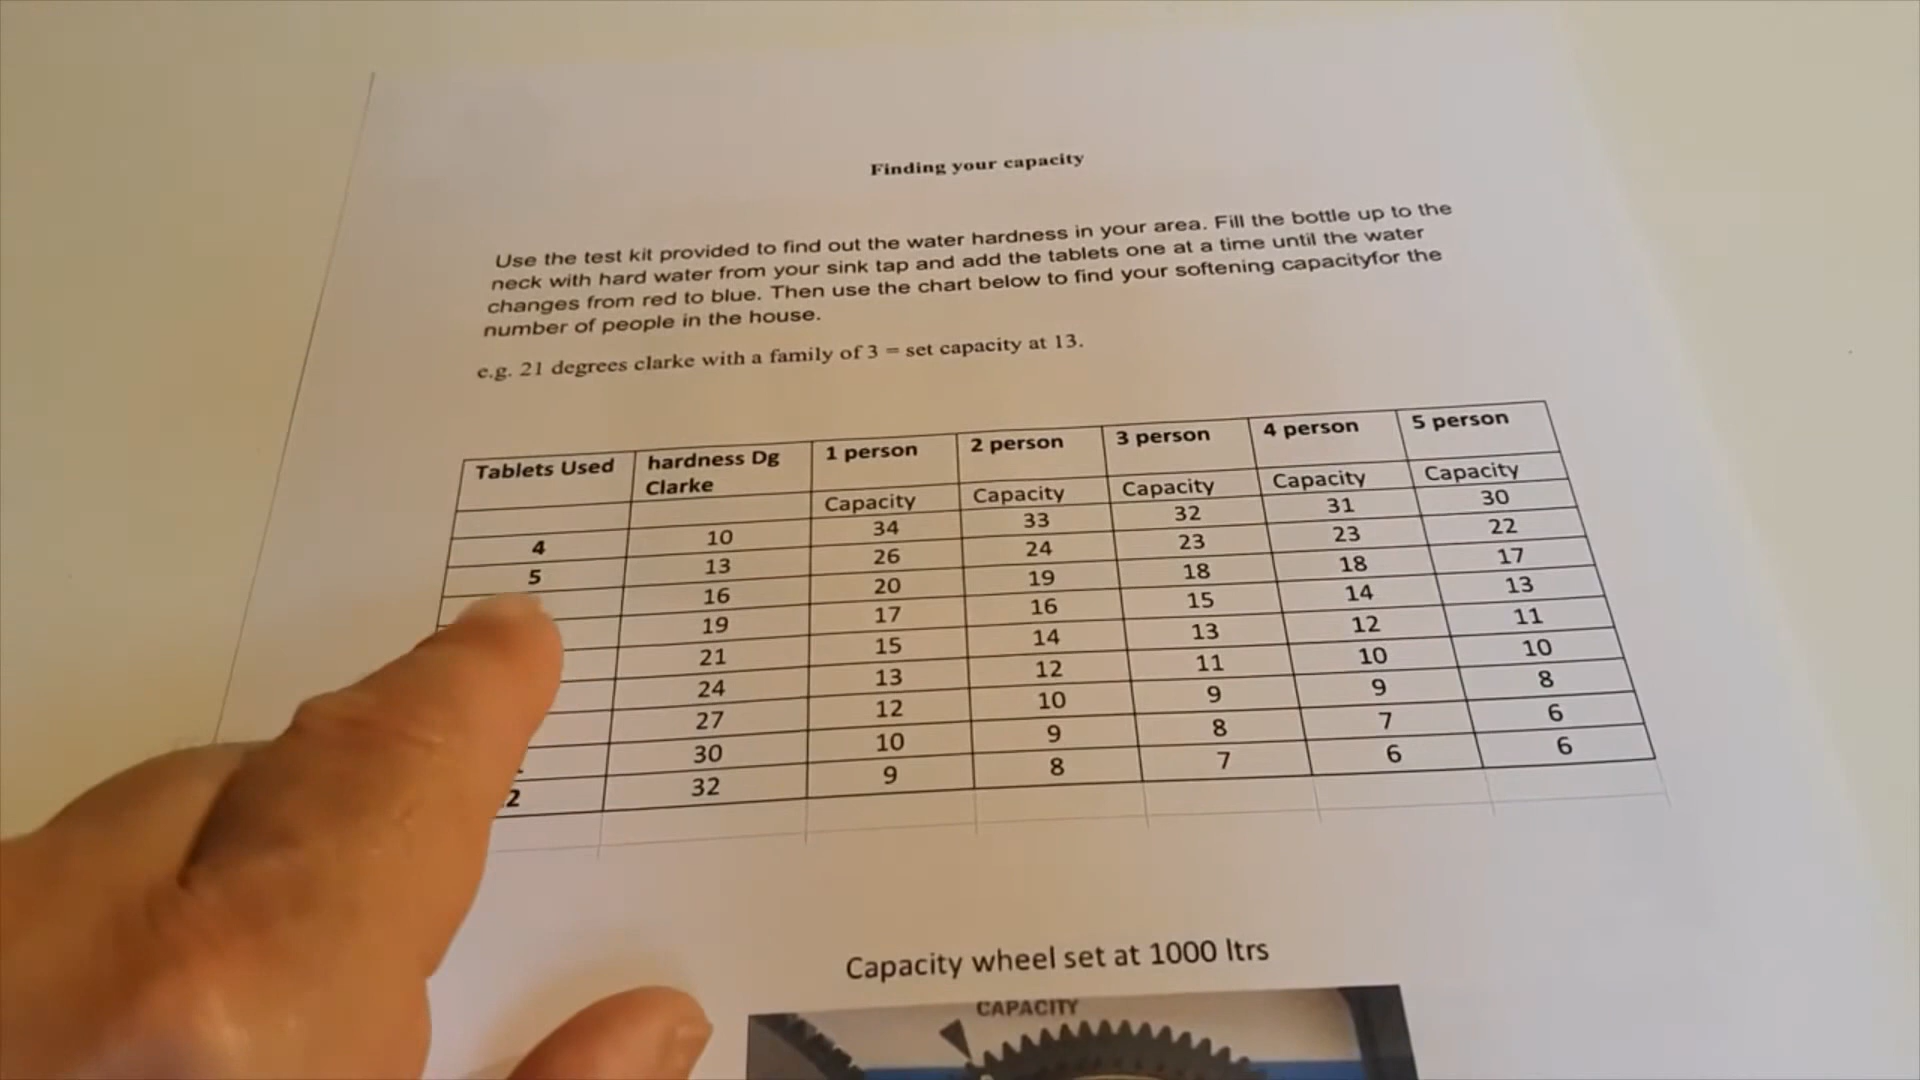 Finding your capacity
Use the test kit provided to find out the water hardness in your area. Fill the bottle up to the
neck with hard water from your sink tap and add the tablets one at a time until the water
changes from red to blue. Then use the chart below to find your softening capacityfor the
number of people in the house.
e.g. 21 degrees clarke with a family of 3 = set capacity at 13.
Tablets Used hardness Dg Clarke 1 person 2 person 3 person 4 person 5 person
Capacity Capacity Capacity Capacity Capacity
4 10 34 33 32 31 30
5 13 26 24 23 23 22
16 20 19 18 18 17
19 17 16 15 14 13
21 15 14 13 12 11
24 13 12 11 10 10
27 12 10 9 9 8
30 10 9 8 7 6
2 32 9 8 7 6 6
Capacity wheel set at 1000 ltrs
CAPACITY